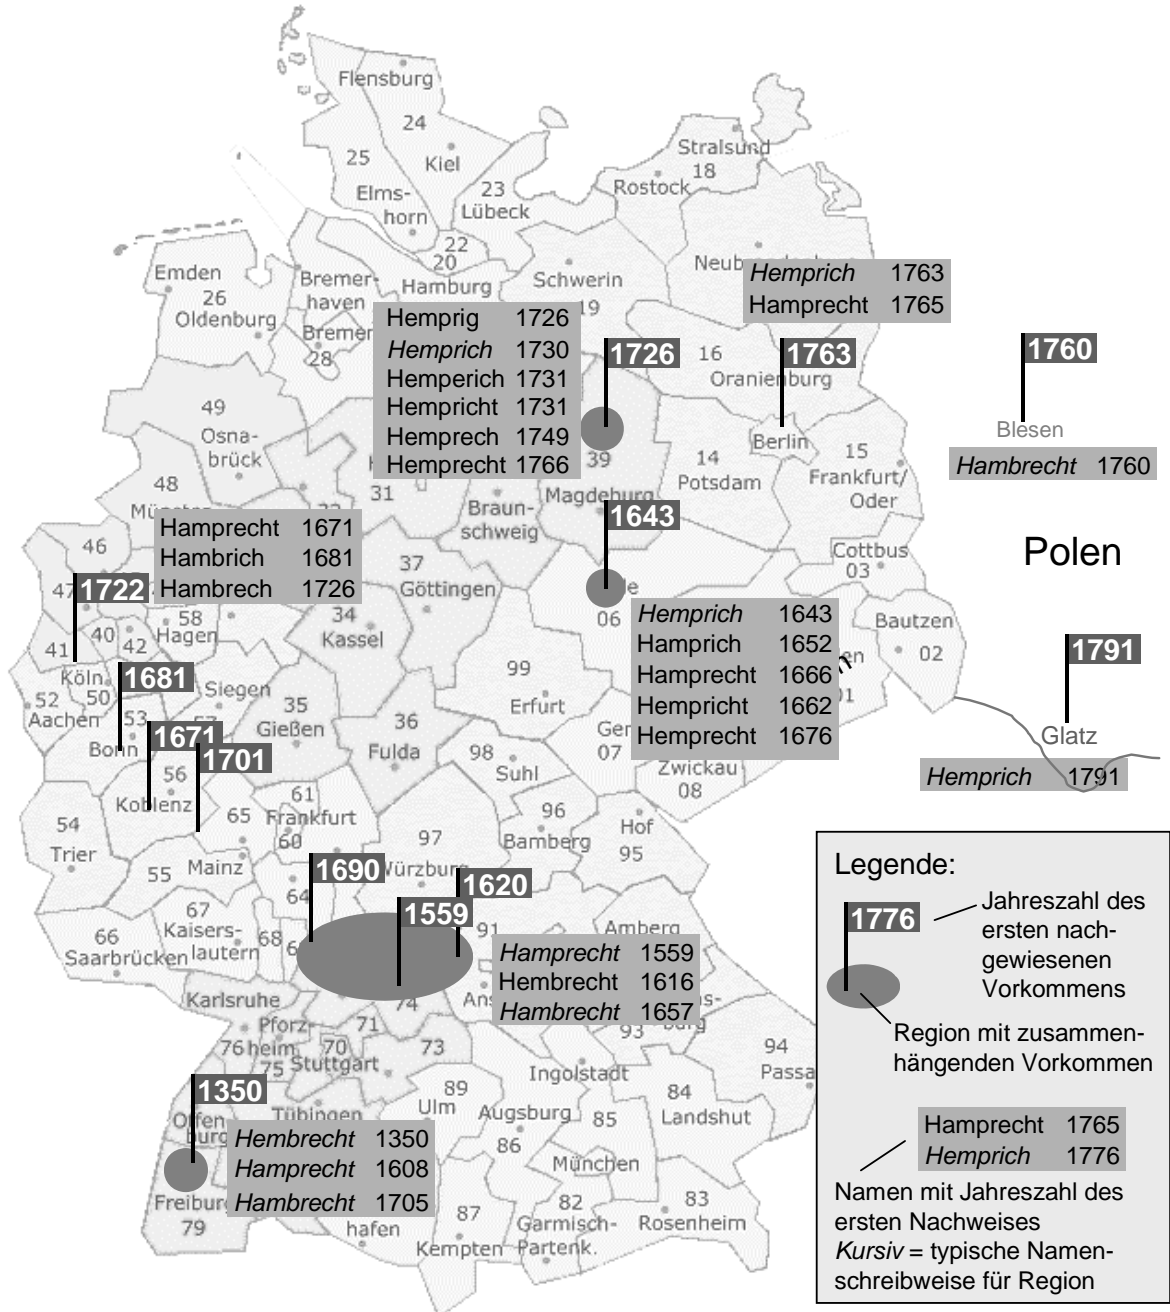 Flensburg
24
25
Kiel
Elms-
horn
23
Lübeck
22
20
Hamburg
Stralsund
18
Rostock
Schwerin
19
Emden
26
Oldenburg
Bremer-
haven
Bremen
28
Hemprich 1763
Hamprecht 1765
Hemprig 1726
Hemprich 1730
Hemperich 1731
Hempricht 1731
Hemprech 1749
Hemprecht 1766
1726
1763
1760
16
Oranienburg
Berlin
Blesen
Hambrecht 1760
49
Osna-
brück
48
31
39
Magdeburg
Braun-
schweig
14
Potsdam
15
Frankfurt/
Oder
Polen
Hamprecht 1671
Hambrich 1681
Hambrech 1726
1643
46
47
1722
37
Göttingen
Cottbus
03
58
Hagen
34
Kassel
06
Hemprich 1643
Hamprich 1652
Hamprecht 1666
Hempricht 1662
Hemprecht 1676
Bautzen
02
1791
Glatz
Hemprich 1791
40
42
41
Köln
50
52
Aachen
1681
53
Bonn
Siegen
35
Gießen
99
Erfurt
36
Fulda
07
Zwickau
08
98
Suhl
1671
1701
56
Koblenz
61
Frankfurt
60
65
54
Trier
55
Mainz
97
96
Bamberg
Hof
95
1690
1620
1559
64
67
Kaisers-
lautern
68
66
Saarbrücken
91
Amberg
Hamprecht 1559
Hembrecht 1616
Hambrecht 1657
Karlsruhe
74
71
Pforz-
heim
76
75
70
Stuttgart
73
93
94
Ingolstadt
89
Ulm
Augsburg
86
85
84
Landshut
1350
Tübingen
Hembrecht 1350
Hamprecht 1608
Hambrecht 1705
79
hafen
87
Kempten
München
82
Garmisch-
Partenk.
83
Rosenheim
Legende:
1776
Jahreszahl des
ersten nach-
gewiesenen
Vorkommens
Region mit zusammen-
hängenden Vorkommen
Hamprecht 1765
Hemprich 1776
Namen mit Jahreszahl des
ersten Nachweises
Kursiv = typische Namen-
schreibweise für Region